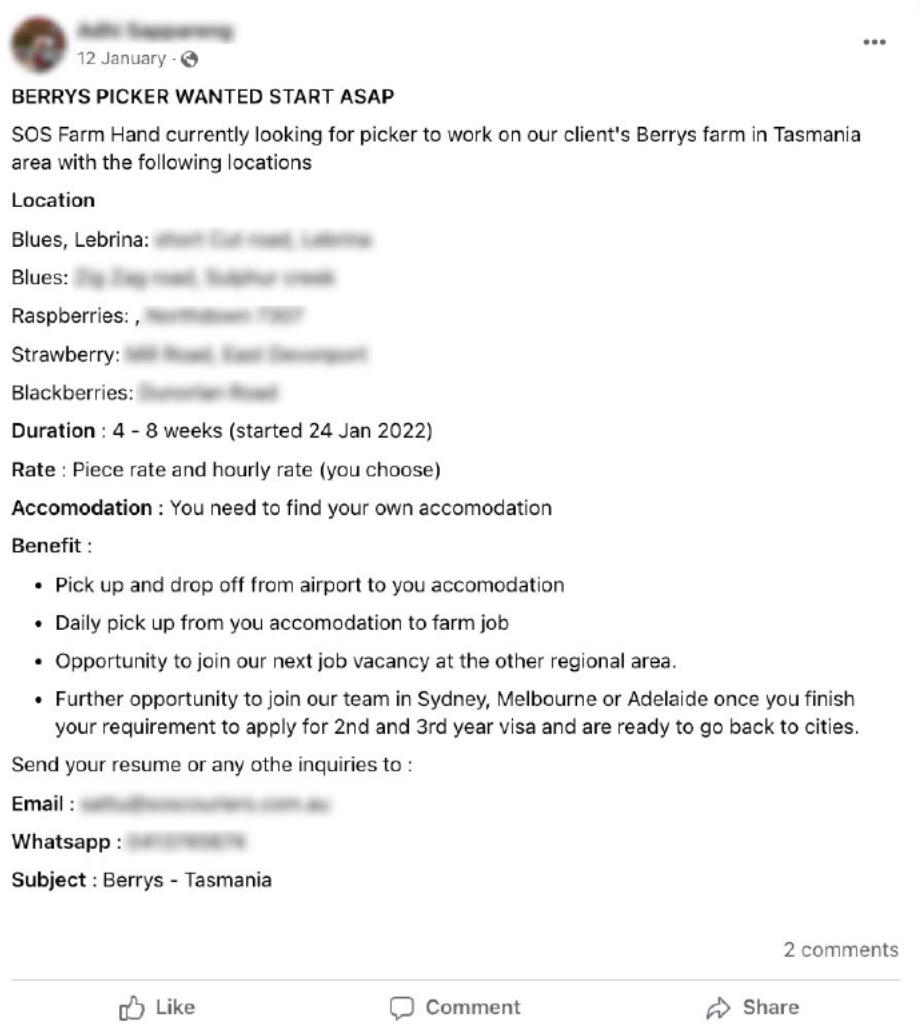 12 January ·
BERRYS PICKER WANTED START ASAP
SOS Farm Hand currently looking for picker to work on our client's Berrys farm in Tasmania
area with the following locations
Location
Blues, Lebrina:
Blues:
Raspberries: ,
Strawberry:
Blackberries:
Duration : 4 - 8 weeks (started 24 Jan 2022)
Rate : Piece rate and hourly rate (you choose)
Accomodation : You need to find your own accomodation
Benefit :
• Pick up and drop off from airport to you accomodation
• Daily pick up from you accomodation to farm job
• Opportunity to join our next job vacancy at the other regional area.
• Further opportunity to join our team in Sydney, Melbourne or Adelaide once you finish
your requirement to apply for 2nd and 3rd year visa and are ready to go back to cities.
Send your resume or any othe inquiries to :
Email :
Whatsapp :
Subject : Berrys - Tasmania
2 comments
Like Comment Share